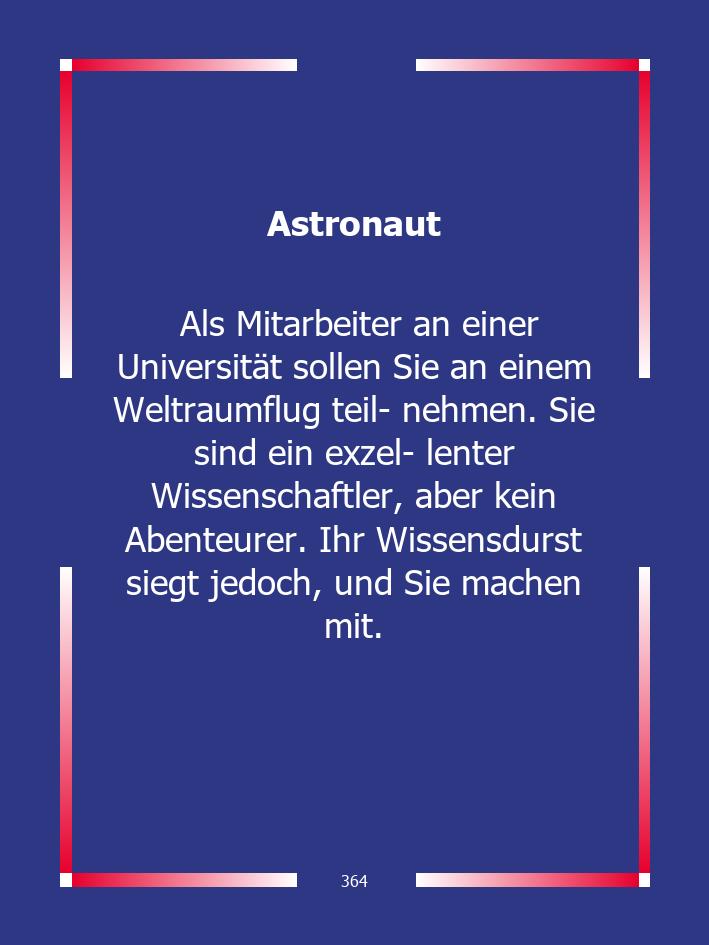 Astronaut
Als Mitarbeiter an einer
Universität sollen Sie an einem
Weltraumflug teil- nehmen. Sie
sind ein exzel- lenter
Wissenschaftler, aber kein
Abenteurer. Ihr Wissensdurst
siegt jedoch, und Sie machen
mit.
364